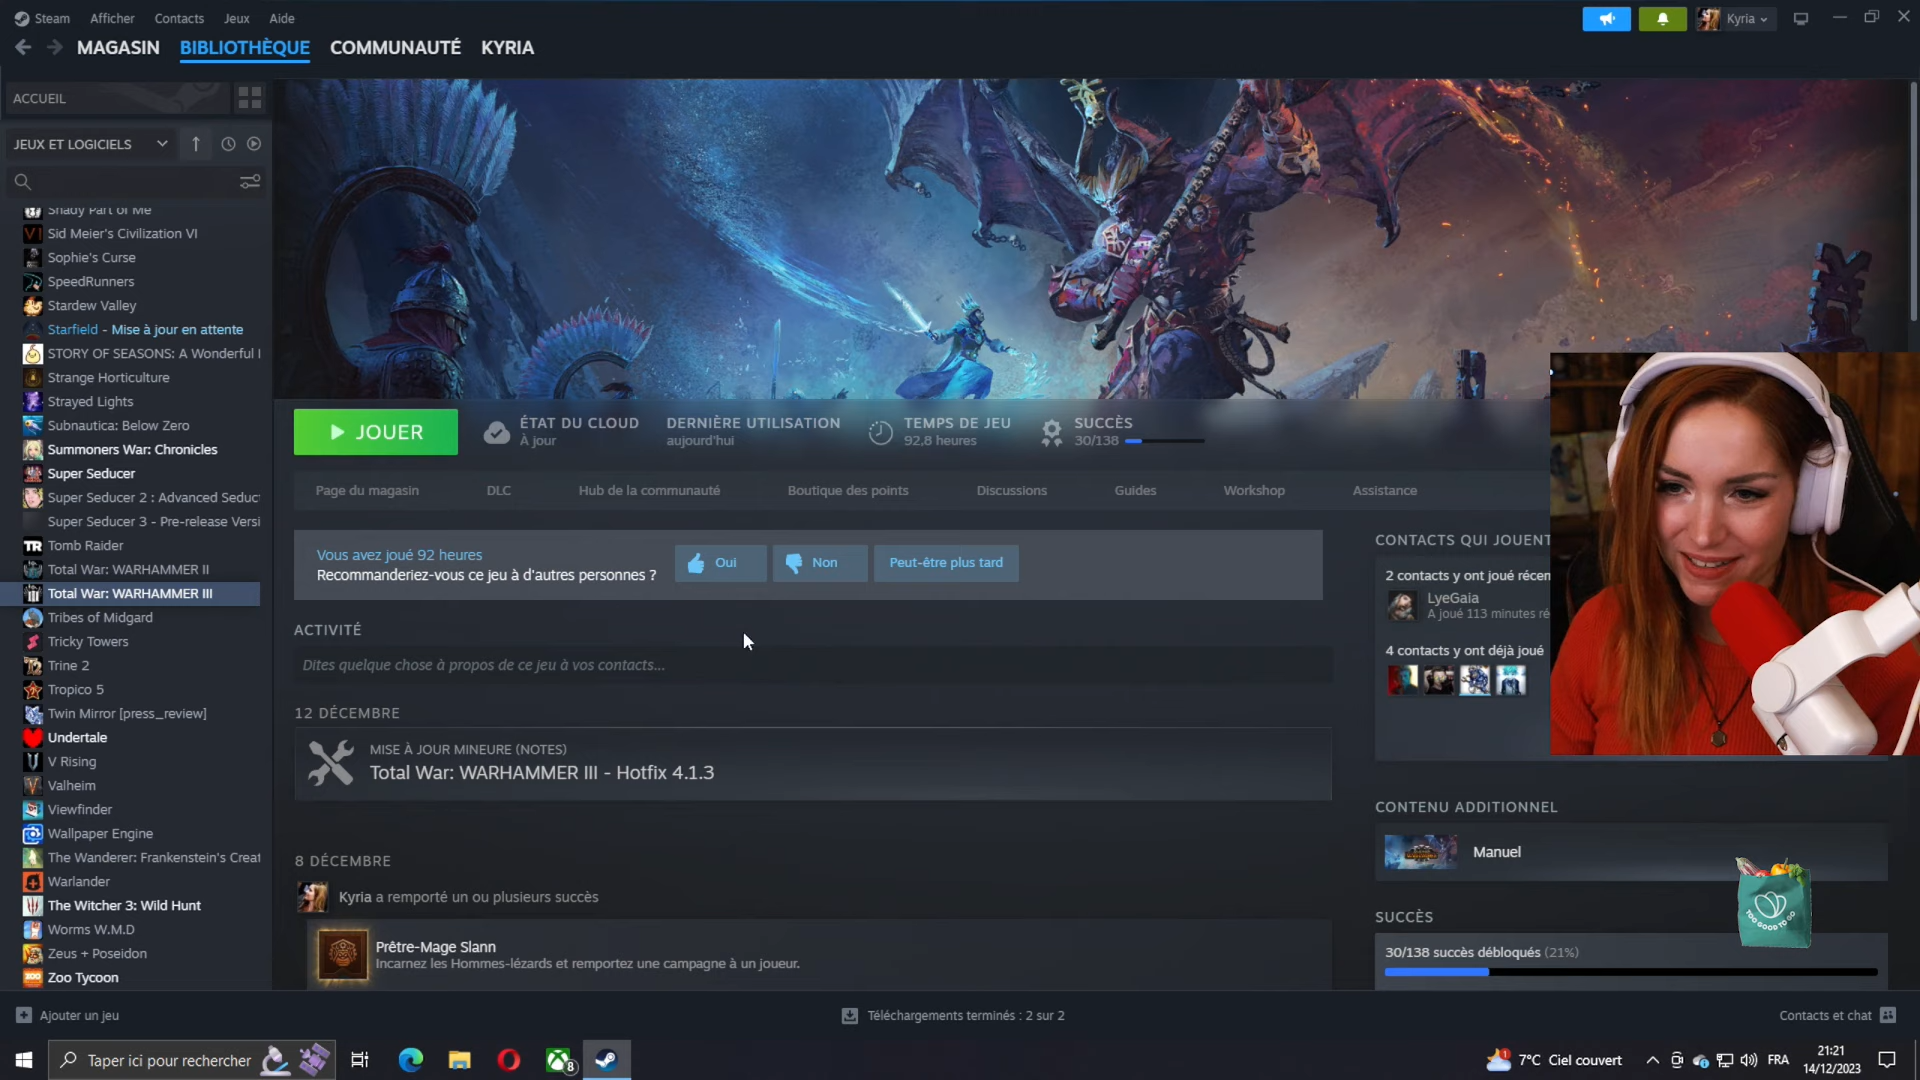 Steam Afficher Contacts Jeux Aide
Kyria
MAGASIN BIBLIOTHÈQUE COMMUNAUTÉ KYRIA
ACCUEIL
JEUX ET LOGICIELS
Shady Part of Me
Sid Meier's Civilization VI
Sophie's Curse
SpeedRunners
Stardew Valley
Starfield - Mise à jour en attente
STORY OF SEASONS: A Wonderful
Strange Horticulture
Strayed Lights
Subnautica: Below Zero
Summoners War: Chronicles
Super Seducer
Super Seducer 2 : Advanced Seduc
Super Seducer 3 - Pre-release Versi
TR Tomb Raider
Total War: WARHAMMER II
Total War: WARHAMMER III
Tribes of Midgard
Tricky Towers
Trine 2
Tropico 5
Twin Mirror [press_review]
Undertale
V Rising
Valheim
Viewfinder
Wallpaper Engine
The Wanderer: Frankenstein's Creat
Warlander
The Witcher 3: Wild Hunt
Worms W.M.D
Zeus + Poseidon
Zoo Tycoon
JOUER
ÉTAT DU CLOUD
À jour
DERNIÈRE UTILISATION
aujourd'hui
TEMPS DE JEU
92,8 heures
SUCCÈS
30/138
Page du magasin DLC Hub de la communauté Boutique des points Discussions Guides Workshop Assistance
Vous avez joué 92 heures
Recommanderiez-vous ce jeu à d'autres personnes ?
Oui Non Peut-être plus tard
ACTIVITÉ
Dites quelque chose à propos de ce jeu à vos contacts...
12 DÉCEMBRE
MISE À JOUR MINEURE (NOTES)
Total War: WARHAMMER III - Hotfix 4.1.3
8 DÉCEMBRE
Kyria a remporté un ou plusieurs succès
Prêtre-Mage Slann
Incarnez les Hommes-lézards et remportez une campagne à un joueur.
CONTACTS QUI JOUENT
2 contacts y ont joué récen
LyeGaia
A joué 113 minutes ré
4 contacts y ont déjà joué
CONTENU ADDITIONNEL
Manuel
TOO GOOD TO GO
SUCCÈS
30/138 succès débloqués (21%)
Ajouter un jeu
Téléchargements terminés : 2 sur 2
Contacts et chat
Taper ici pour rechercher
8
1
7°C Ciel couvert
FRA
21:21
14/12/2023